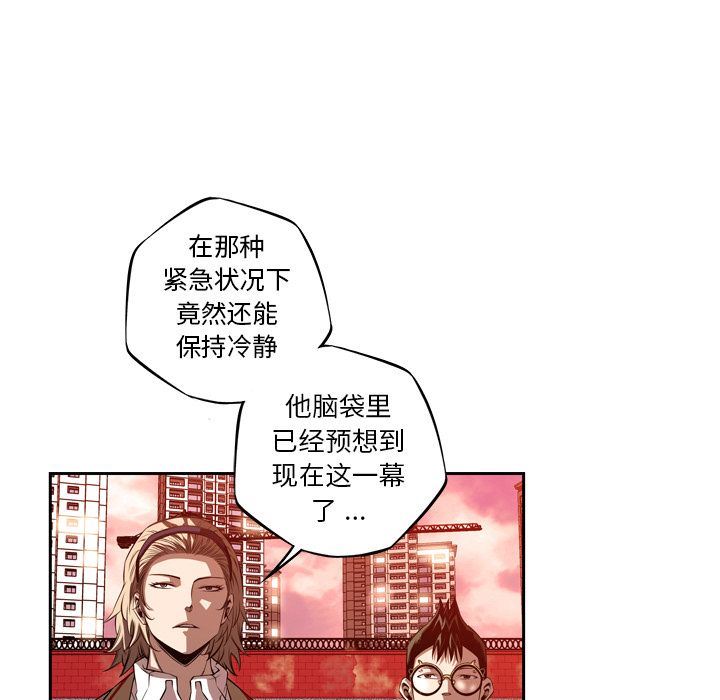 在那种
紧急状况下
竟然还能
保持冷静
他脑袋里
已经预想到
现在这一幕
了 ...